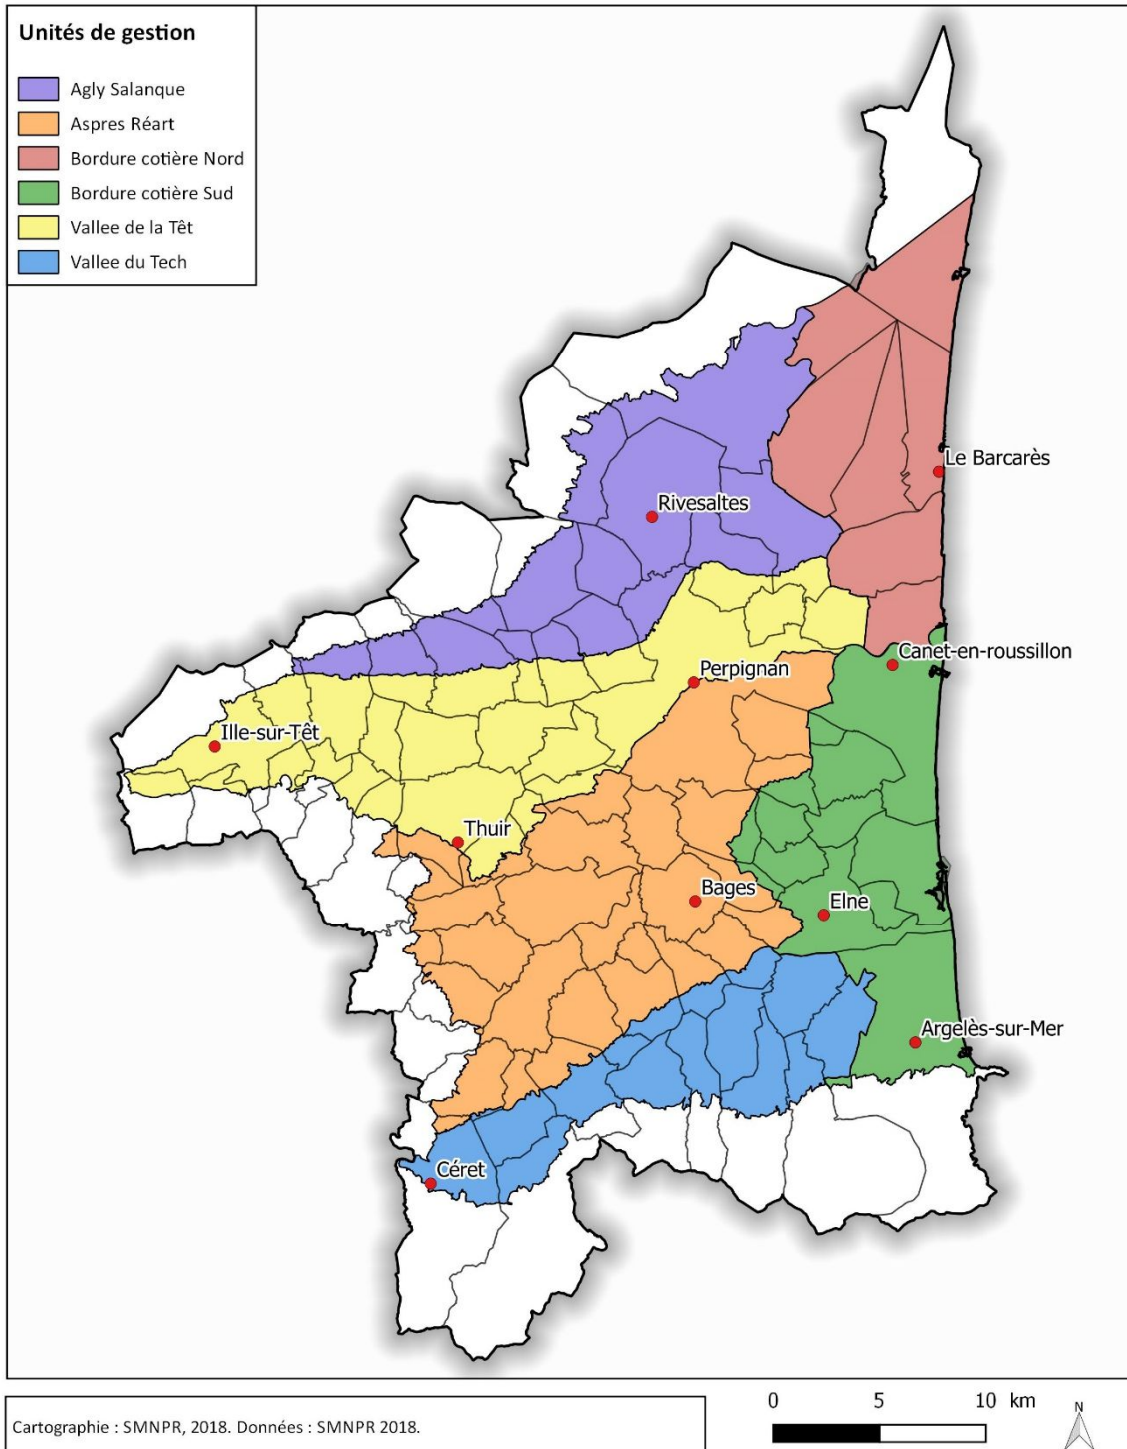 Unités de gestion
Agly Salanque
Aspres Réart
Bordure cotière Nord
Bordure cotière Sud
Vallee de la Têt
Vallee du Tech
Le Barcarès
Rivesaltes
Canet-en-roussillon
Perpignan
Ille-sur-Têt
Thuir
Bages
Elne
Argelès-sur-Mer
Céret
0 5 10 km
N
Cartographie : SMNPR, 2018. Données : SMNPR 2018.